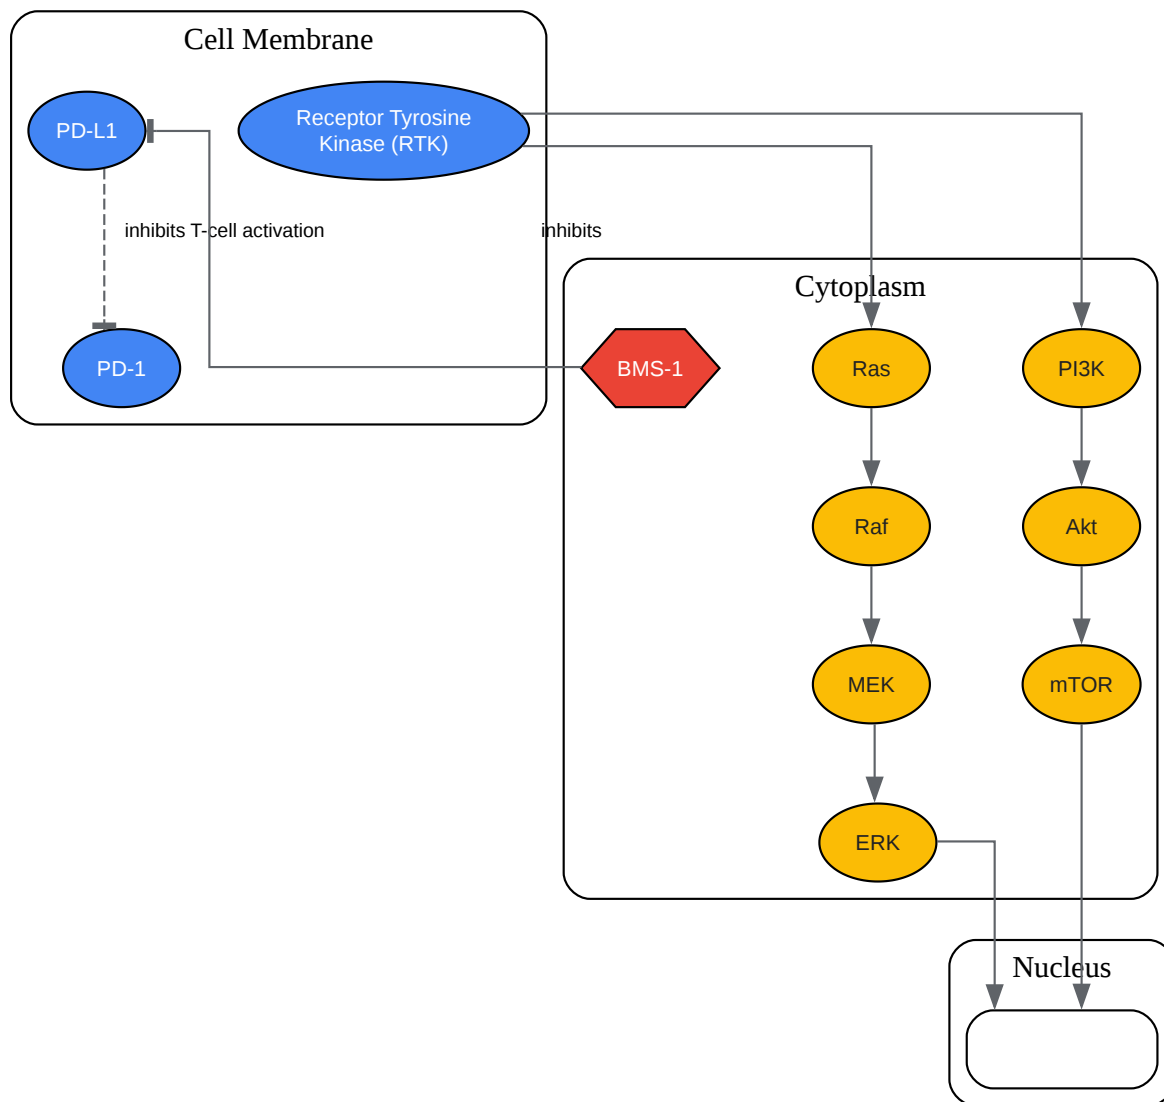 Cell Membrane
PD-L1
Receptor Tyrosine
Kinase (RTK)
inhibits T-cell activation
inhibits
PD-1
Cytoplasm
BMS-1
Ras
PI3K
Raf
Akt
MEK
mTOR
ERK
Nucleus